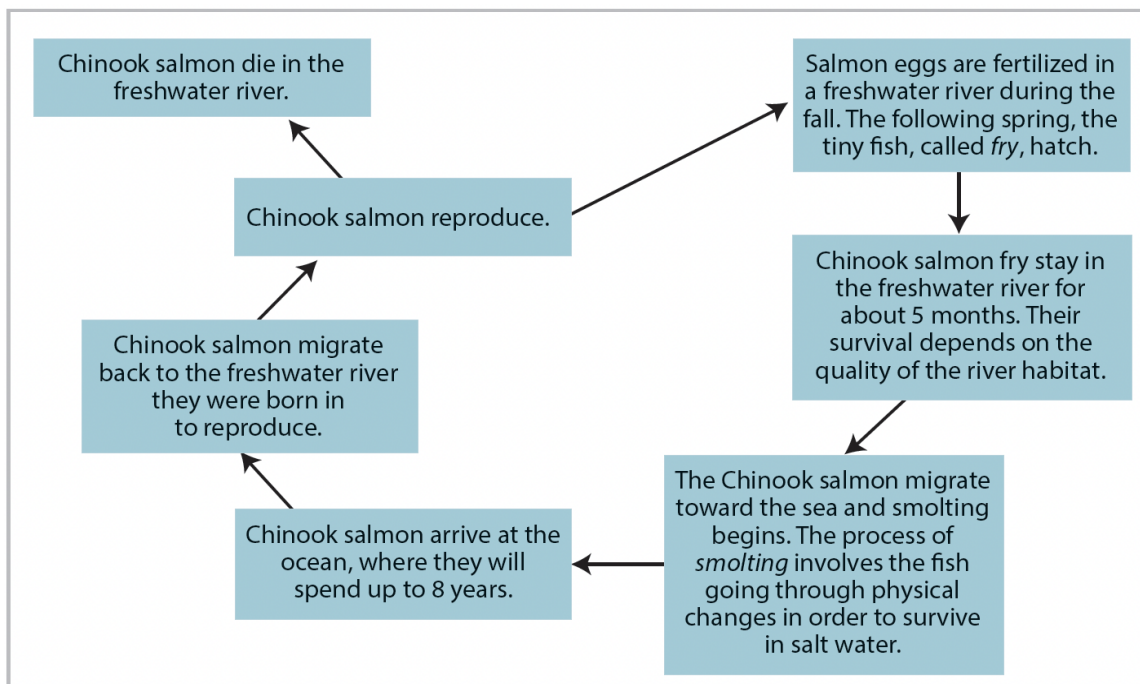 Chinook salmon die in the
freshwater river.
Salmon eggs are fertilized in
a freshwater river during the
fall. The following spring, the
tiny fish, called fry, hatch.
Chinook salmon reproduce.
Chinook salmon fry stay in
the freshwater river for
about 5 months. Their
survival depends on the
quality of the river habitat.
Chinook salmon migrate
back to the freshwater river
they were born in
to reproduce.
The Chinook salmon migrate
toward the sea and smolting
begins. The process of
smolting involves the fish
going through physical
changes in order to survive
in salt water.
Chinook salmon arrive at the
ocean, where they will
spend up to 8 years.